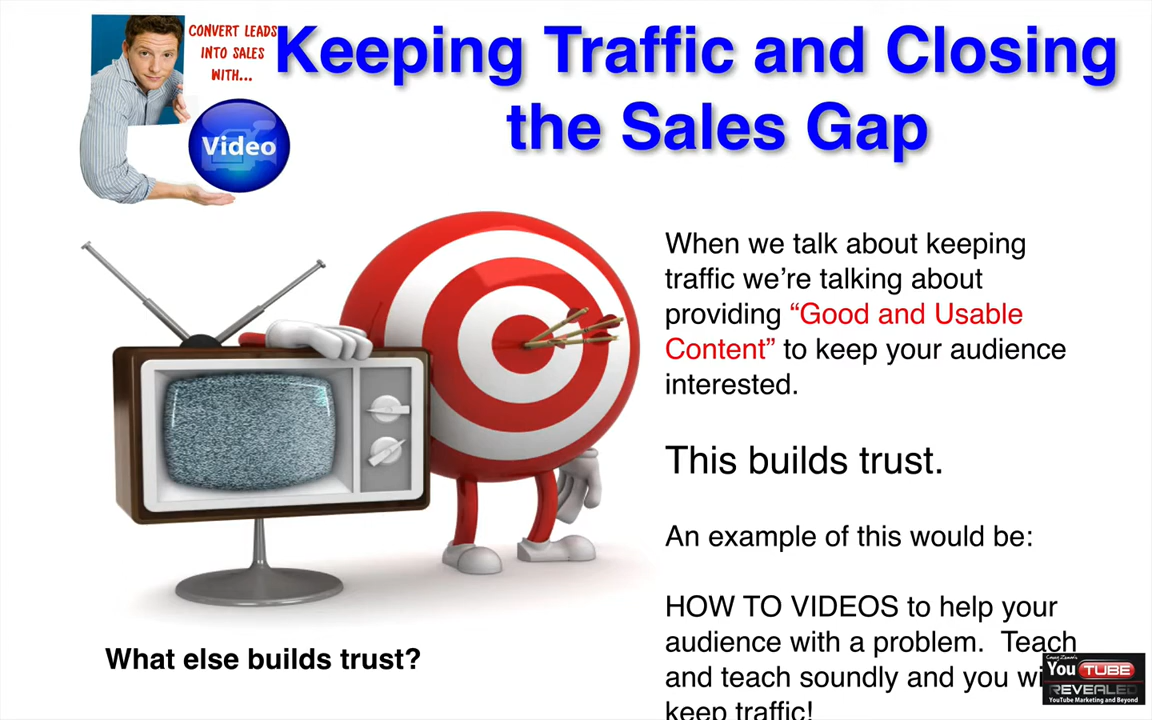 CONVERT LEADS
INTO SALES
WITH...
Video
Keeping Traffic and Closing
the Sales Gap
When we talk about keeping
traffic we're talking about
providing “Good and Usable
Content” to keep your audience
interested.
This builds trust.
An example of this would be:
HOW TO VIDEOS to help your
audience with a problem.  Teach
and teach soundly and you
keep traffic!
What else builds trust?
You TUBE
REVEALED
YouTube Marketing and Beyond